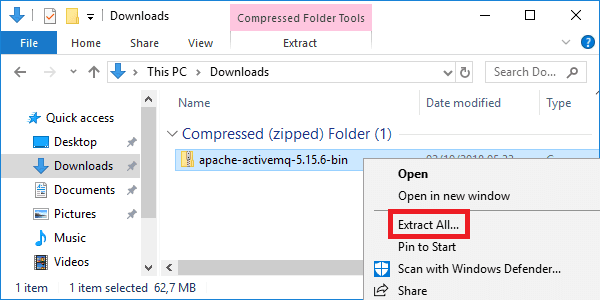 Compressed Folder Tools
Downloads
File Home Share View Extract
This PC Downloads
Search Do...
Name Date modified
Quick access
Desktop
Downloads
Documents
Pictures
Music
Videos
Compressed (zipped) Folder (1)
apache-activemq-5.15.6-bin
Open
Open in new window
Extract All...
Pin to Start
Scan with Windows Defender...
Share
1 item 1 item selected 62,7 MB